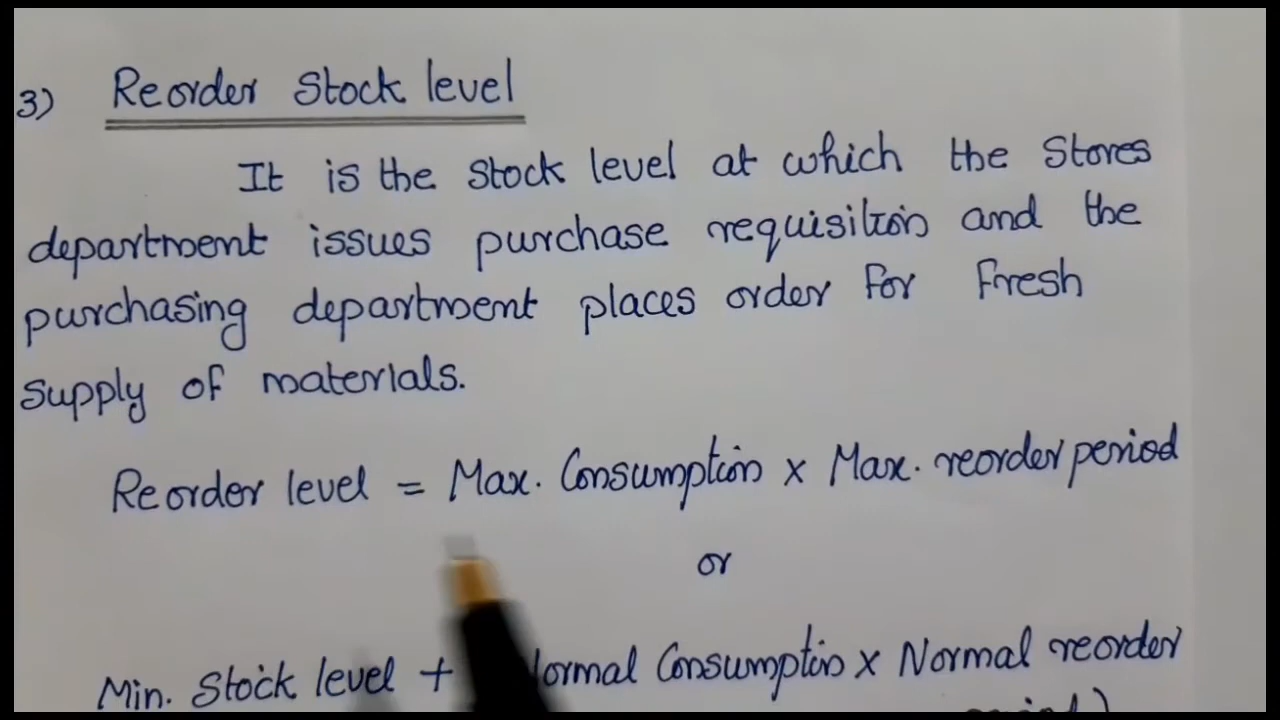 3) Reorder Stock level
It is the Stock level at which the Stores
department issues purchase requisition and the
purchasing department places order for Fresh
Supply of materials.
Reorder level = Max. Consumption x Max. reorder period
or
Min. Stock level + Normal Consumption x Normal reorder